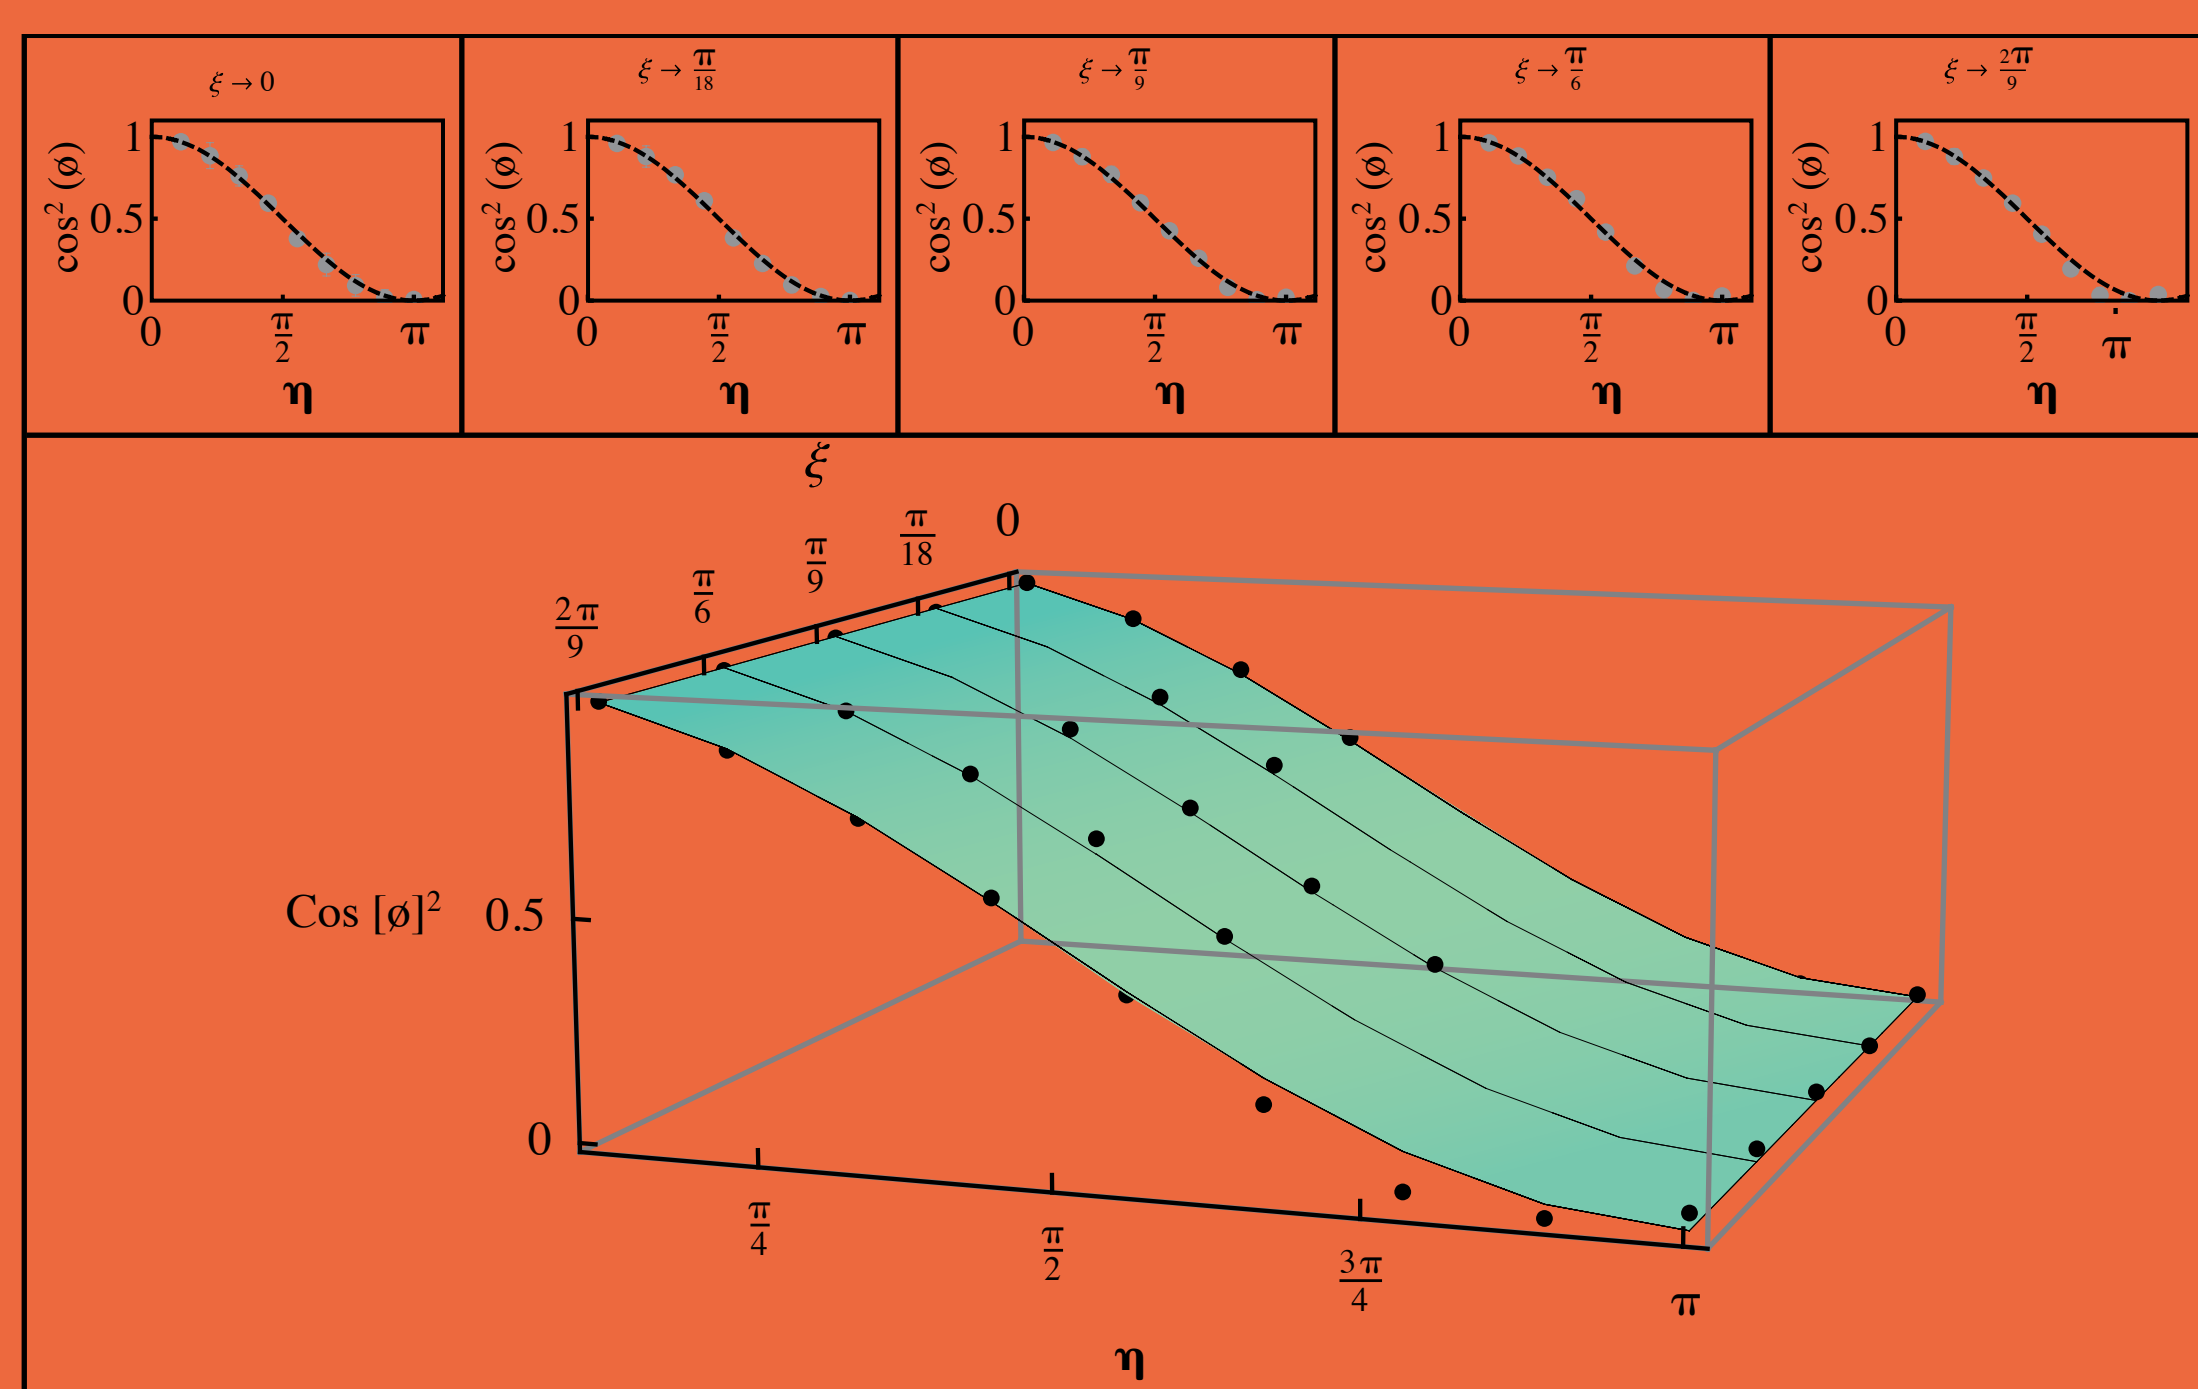 ξ → 0
ξ → π/18
ξ → π/9
ξ → π/6
ξ → 2π/9
cos² (ø)
1
0.5
0
0
π/2
π
η
cos² (ø)
1
0.5
0
0
π/2
π
η
cos² (ø)
1
0.5
0
0
π/2
π
η
cos² (ø)
1
0.5
0
0
π/2
π
η
cos² (ø)
1
0.5
0
0
π/2
π
η
ξ
0
π/18
π/9
π/6
2π/9
Cos [ø]²
0.5
0
π/4
π/2
3π/4
π
η